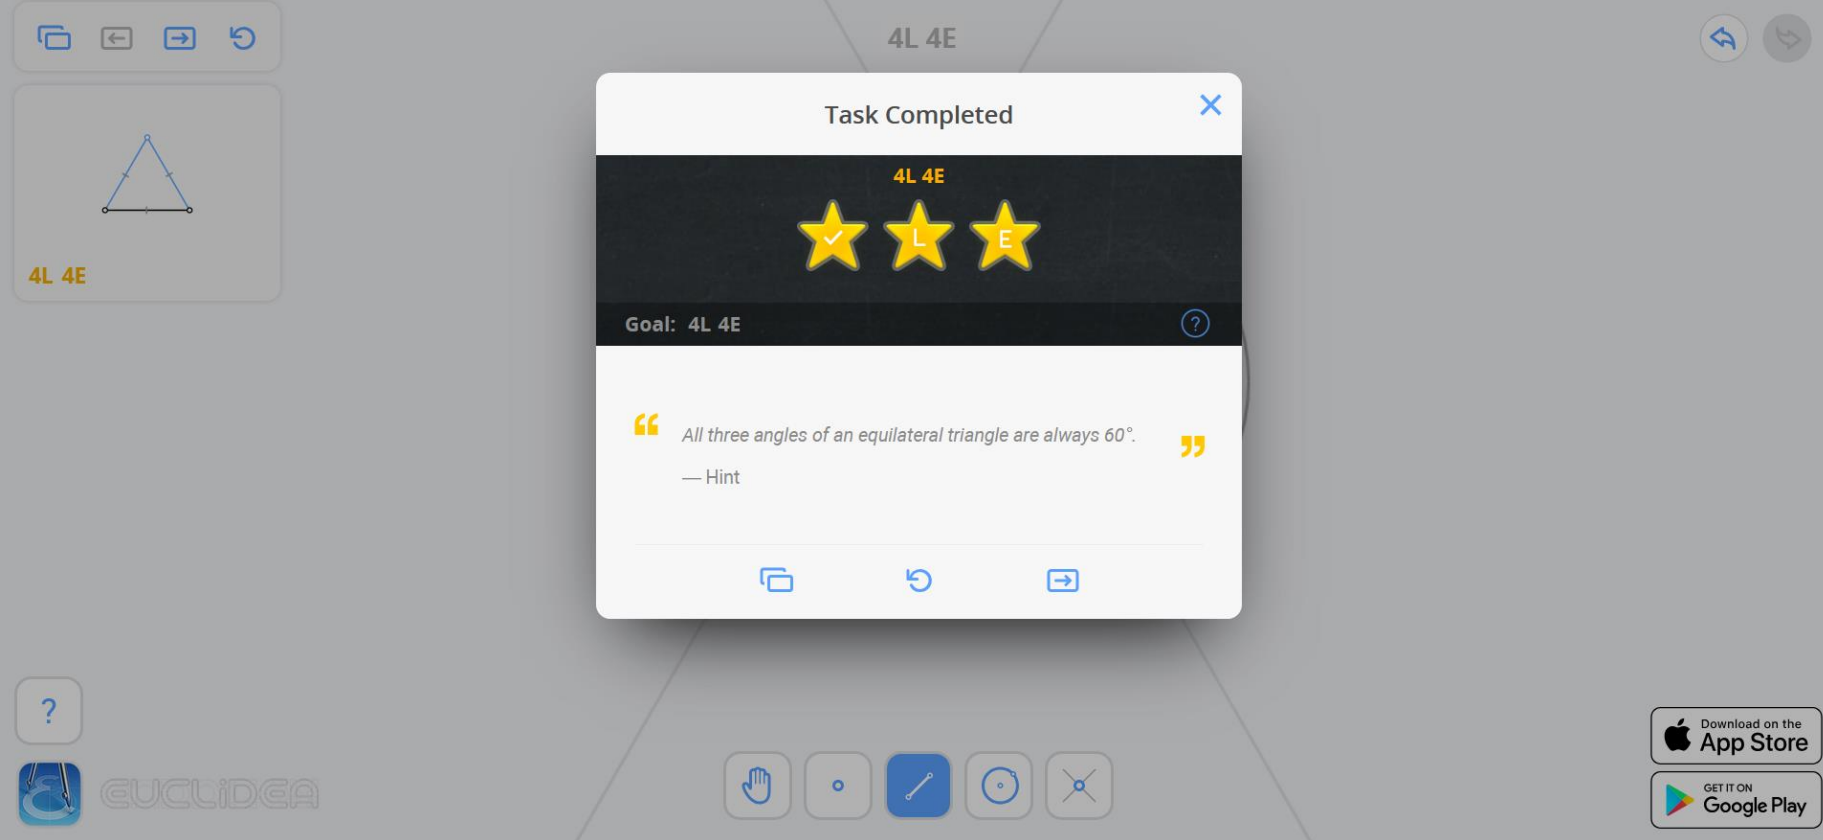 4L 4E
4L 4E
Task Completed
4L 4E
L
E
Goal: 4L 4E
?
“ All three angles of an equilateral triangle are always 60°. ”
— Hint
?
EUCLIDEA
Download on the
App Store
GET IT ON
Google Play